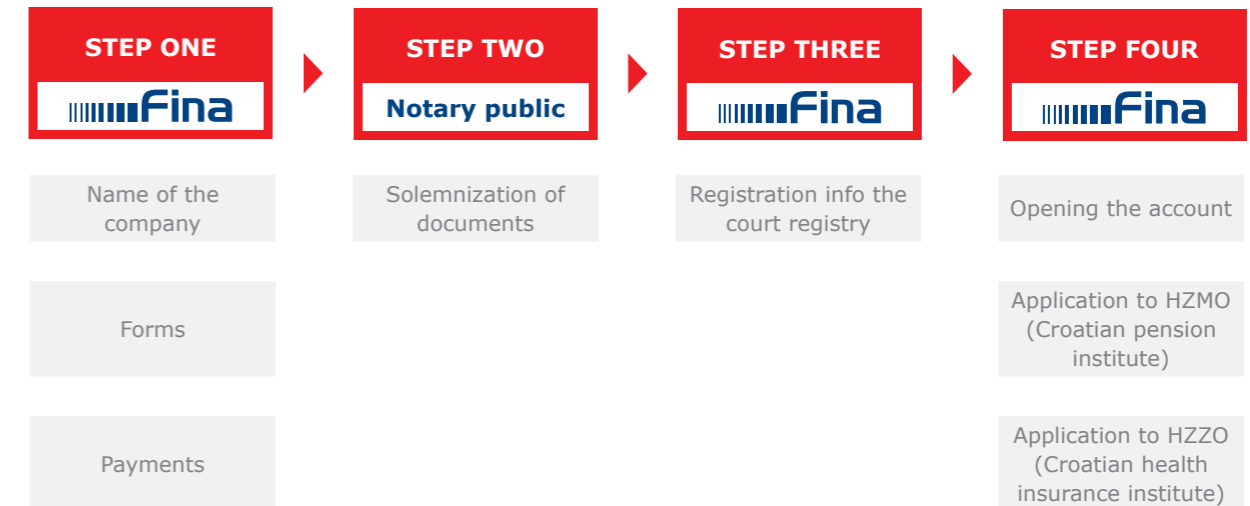 STEP ONE
Fina
STEP TWO
Notary public
STEP THREE
Fina
STEP FOUR
Fina
Name of the
company
Solemnization of
documents
Registration info the
court registry
Opening the account
Forms
Application to HZMO
(Croatian pension
institute)
Payments
Application to HZZO
(Croatian health
insurance institute)